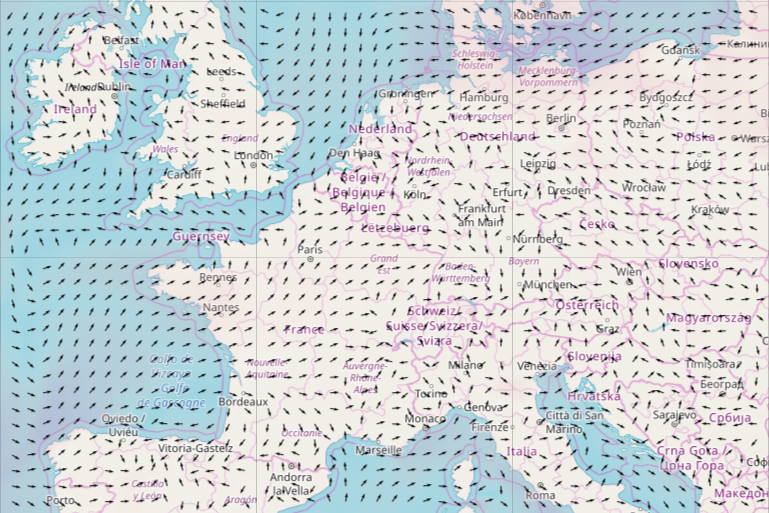 København
Belfast
Gdańsk
Schleswig-
Holstein
Isle of Man
Leeds
Mecklenburg-
Vorpommern
Ireland
Dublin
Groningen
Hamburg
Bydgoszcz
Ireland
Sheffield
Niedersachsen
Berlin
Poznań
England
Nederland
Deutschland
Polska
Wales
London
Den Haag
Nordrhein-
Westfalen
Leipzig
Łódź
Cardiff
België /
Belgique /
Belgien
Köln
Erfurt
Dresden
Wrocław
Frankfurt
am Main
Kraków
Guernsey
Lëtzebuerg
Česko
Paris
Nürnberg
Grand
Est
Baden-
Württemberg
Bayern
Slovensko
Rennes
Wien
München
Nantes
Österreich
Schweiz/
Suisse/Svizzera/
Svizra
Magyarország
France
Graz
Golfo de
Vizcaya /
Golfe
de Gascogne
Nouvelle-
Aquitaine
Auvergne-
Rhône-
Alpes
Milano
Venezia
Slovenija
Timișoara
Београд
Torino
Hrvatska
Bordeaux
Genova
Monaco
Città di San
Marino
Sarajevo
Србија
Oviedo /
Uviéu
Firenze
Occitanie
Vitoria-Gasteiz
Marseille
Italia
Crna Gora /
Црна Гора
Andorra
la Vella
Castilla
y León
Porto
Aragón
Roma